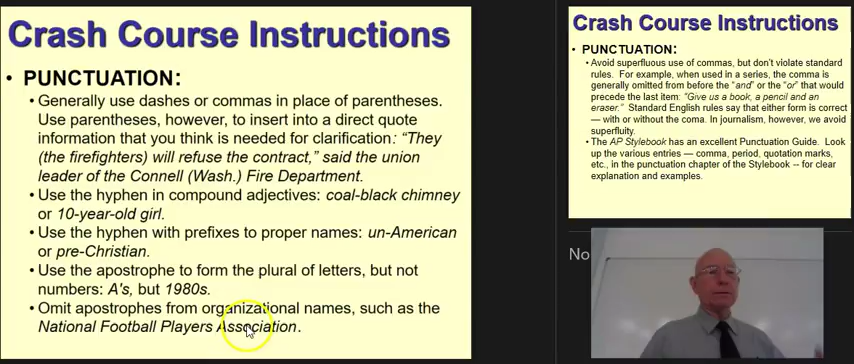 Crash Course Instructions
• PUNCTUATION:
• Generally use dashes or commas in place of parentheses.
Use parentheses, however, to insert into a direct quote
information that you think is needed for clarification: “They
(the firefighters) will refuse the contract,” said the union
leader of the Connell (Wash.) Fire Department.
• Use the hyphen in compound adjectives: coal-black chimney
or 10-year-old girl.
• Use the hyphen with prefixes to proper names: un-American
or pre-Christian.
• Use the apostrophe to form the plural of letters, but not
numbers: A's, but 1980s.
• Omit apostrophes from organizational names, such as the
National Football Players Association.
Crash Course Instructions
• PUNCTUATION:
• Avoid superfluous use of commas, but don’t violate standard
rules. For example, when used in a series, the comma is
generally omitted from before the “and” or the “or” that would
precede the last item: “Give us a book, a pencil and an
eraser.” Standard English rules say that either form is correct
— with or without the coma. In journalism, however, we avoid
superfluity.
• The AP Stylebook has an excellent Punctuation Guide. Look
up the various entries — comma, period, quotation marks,
etc., in the punctuation chapter of the Stylebook -- for clear
explanation and examples.
No